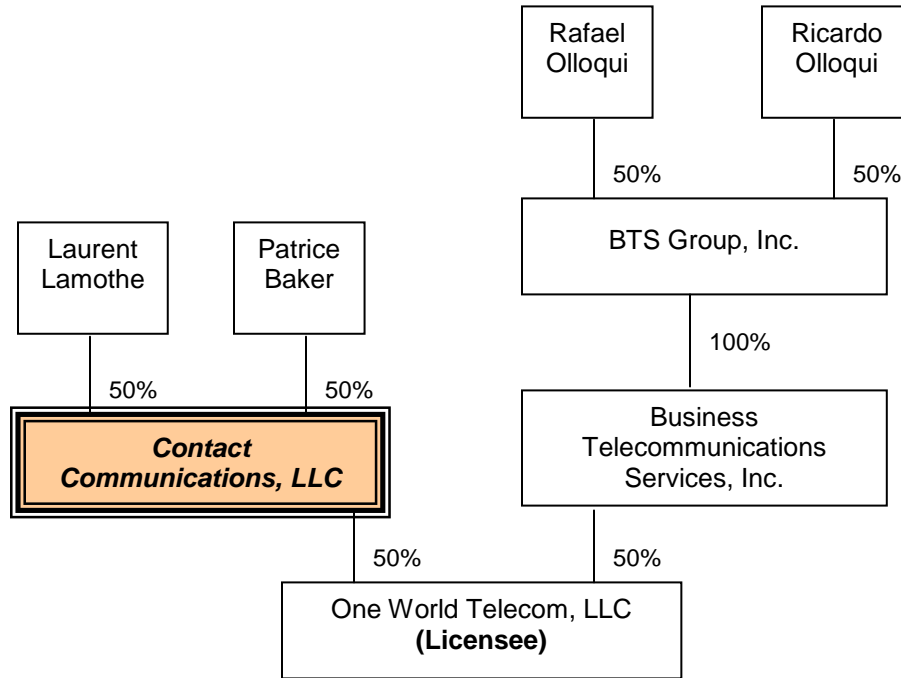 Rafael
Olloqui
Ricardo
Olloqui
50%
50%
BTS Group, Inc.
Laurent
Lamothe
Patrice
Baker
100%
50%
50%
Contact
Communications, LLC
Business
Telecommunications
Services, Inc.
50%
50%
One World Telecom, LLC
(Licensee)